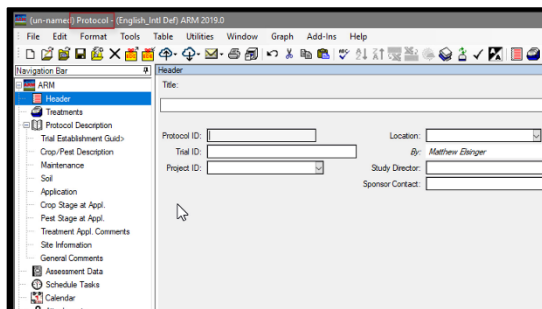 (un-named) Protocol - (English_Intl Def) ARM 2019.0
File Edit Format Tools Table Utilities Window Graph Add-Ins Help
Navigation Bar
Header
ARM
Title:
Header
Treatments
Protocol Description
Trial Establishment Guid>
Protocol ID:
Location:
Crop/Pest Description
Trial ID:
By: Matthew Elsinger
Maintenance
Project ID:
Study Director:
Soil
Sponsor Contact:
Application
Crop Stage at Appl.
Pest Stage at Appl.
Treatment Appl. Comments
Site Information
General Comments
Assessment Data
Schedule Tasks
Calendar